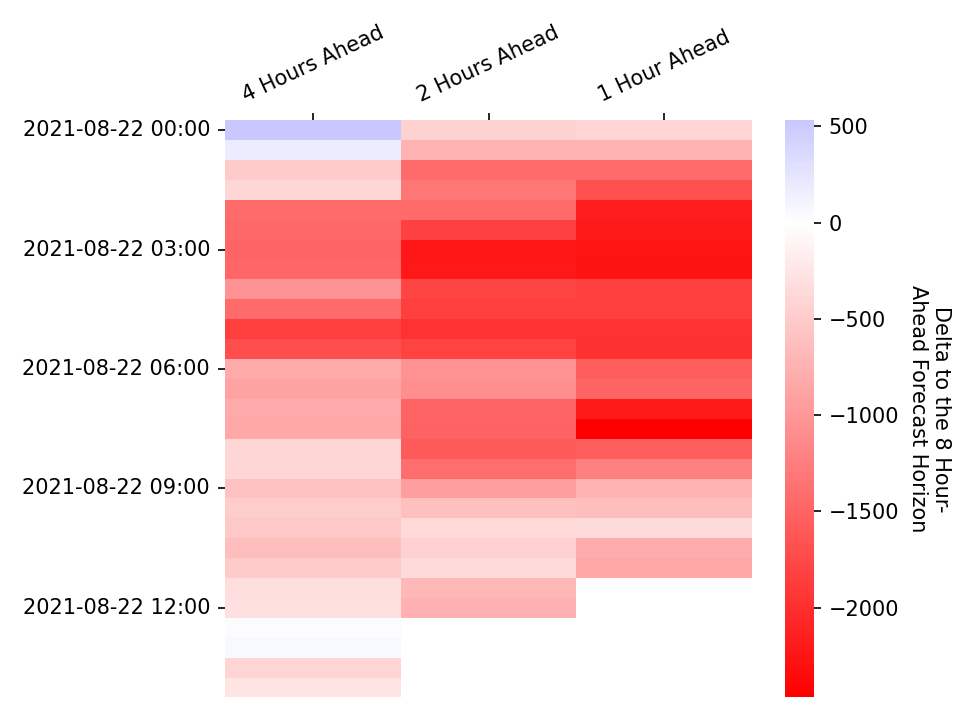 4 Hours Ahead
2 Hours Ahead
1 Hour Ahead
2021-08-22 00:00
2021-08-22 03:00
2021-08-22 06:00
2021-08-22 09:00
2021-08-22 12:00
500
0
−500
−1000
−1500
−2000
Delta to the 8 Hour-
Ahead Forecast Horizon